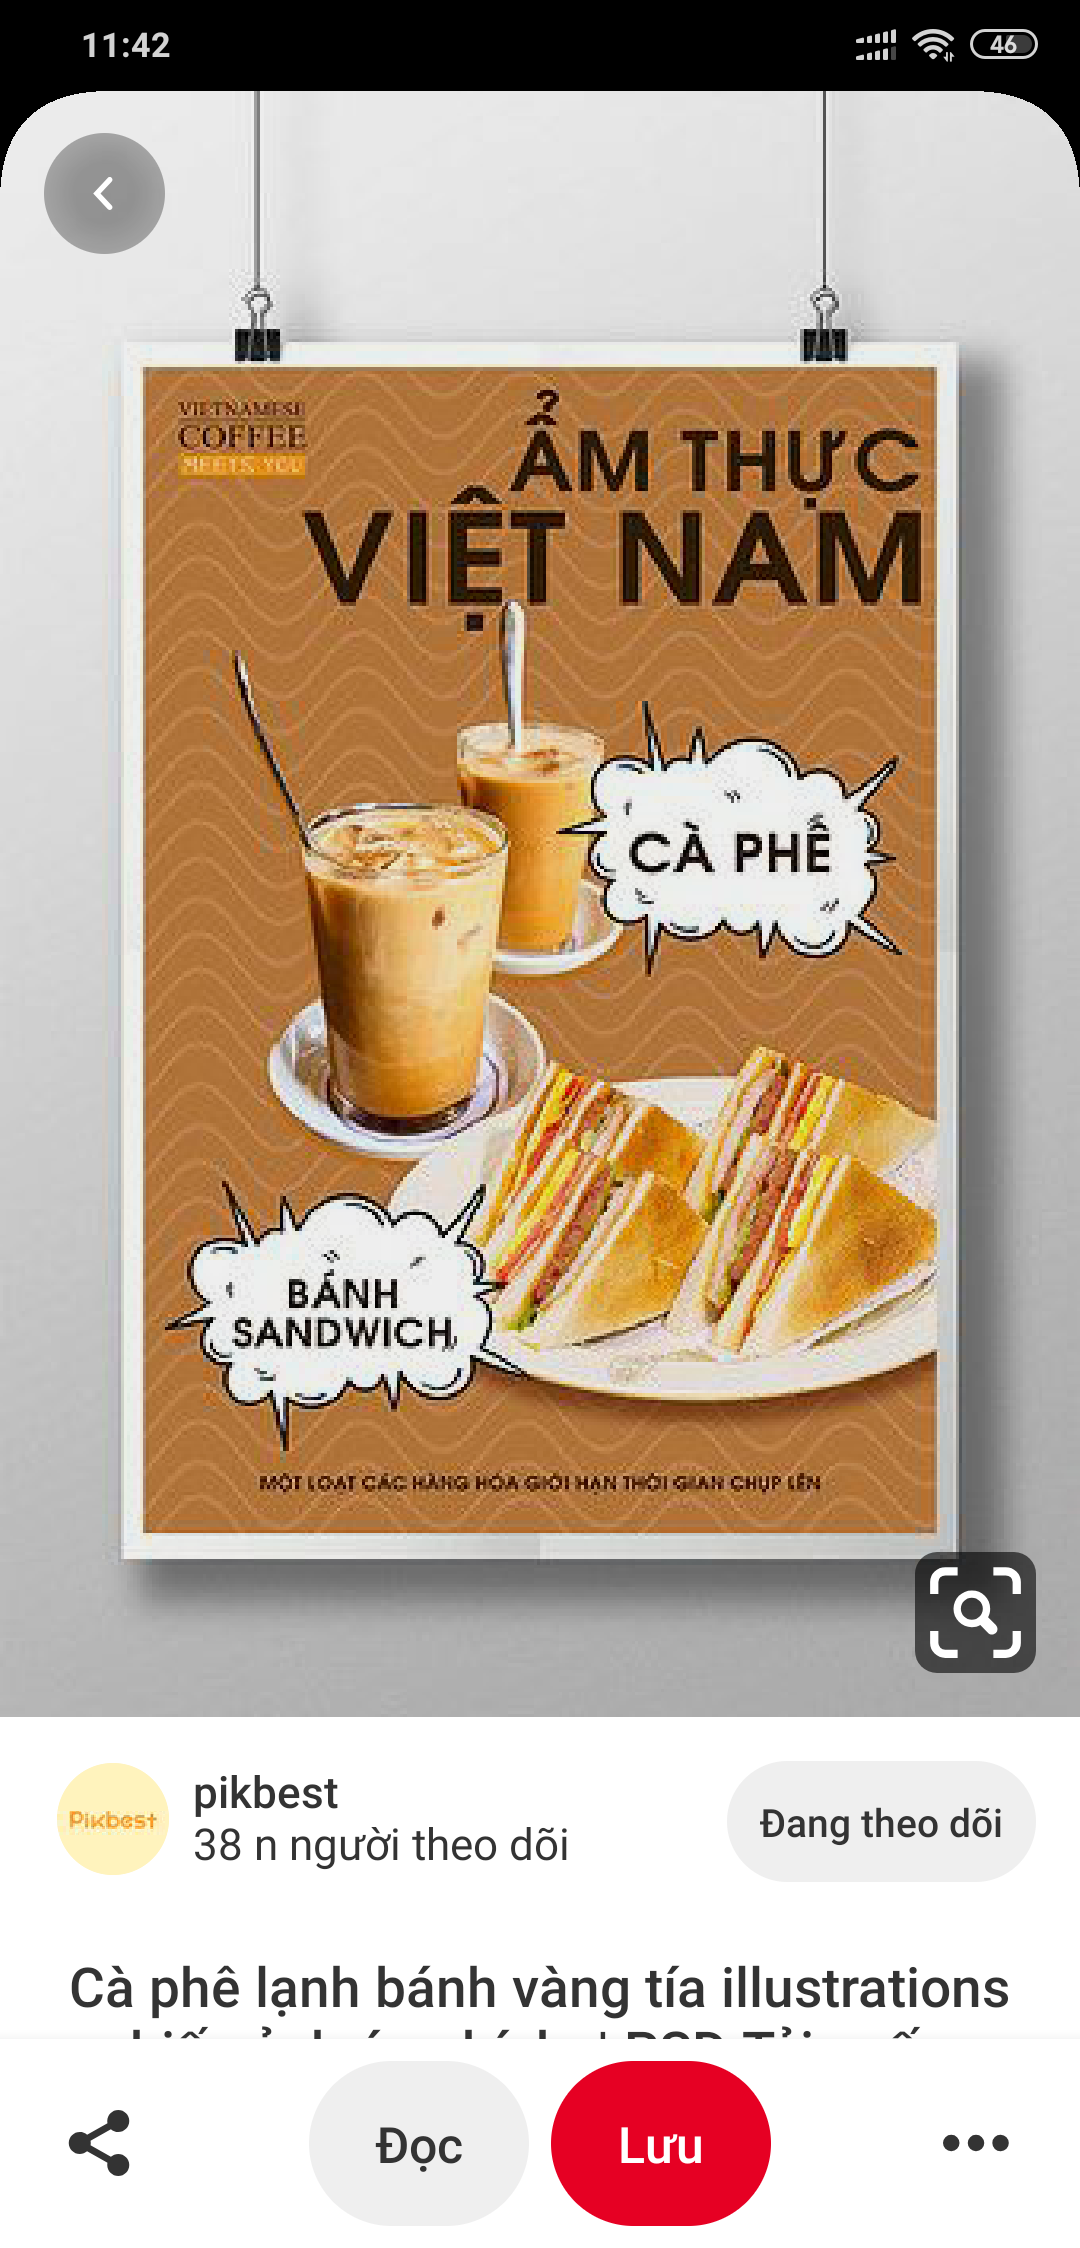 11:42
46
VIETNAMESE
COFFEE
MEETS YOU
ẨM THỰC
VIỆT NAM
CÀ PHÊ
BÁNH
SANDWICH
MỘT LOẠT CÁC HÀNG HÓA GIỚI HẠN THỜI GIAN CHỤP LÊN
Pikbest
pikbest
38 n người theo dõi
Đang theo dõi
Cà phê lạnh bánh vàng tía illustrations
Đọc
Lưu